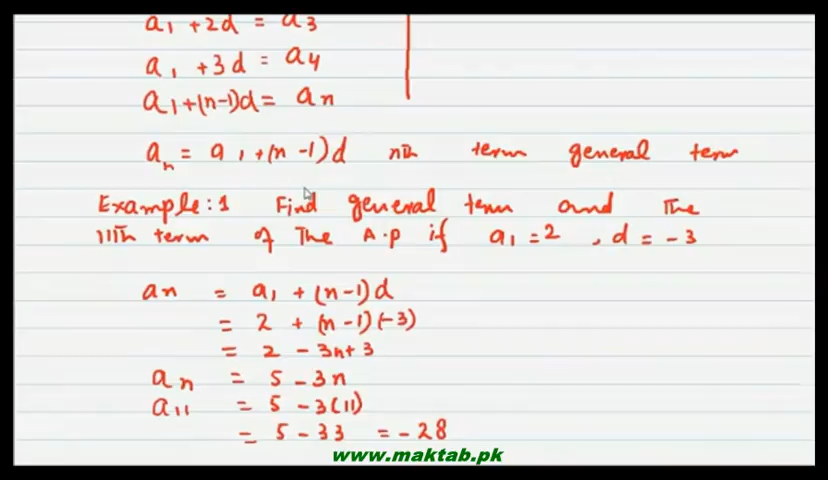 a1 + 2d = a3
a1 + 3d = a4
a1+(n-1)d = an
an = a1+(n-1)d nth term general term
Example:1 Find general term and The
11th term of The A.P if a1=2 , d = -3
an = a1 + (n-1)d
= 2 + (n-1)(-3)
= 2 - 3n+3
an = 5 - 3n
a11 = 5 - 3(11)
= 5 - 33 = -28
www.maktab.pk